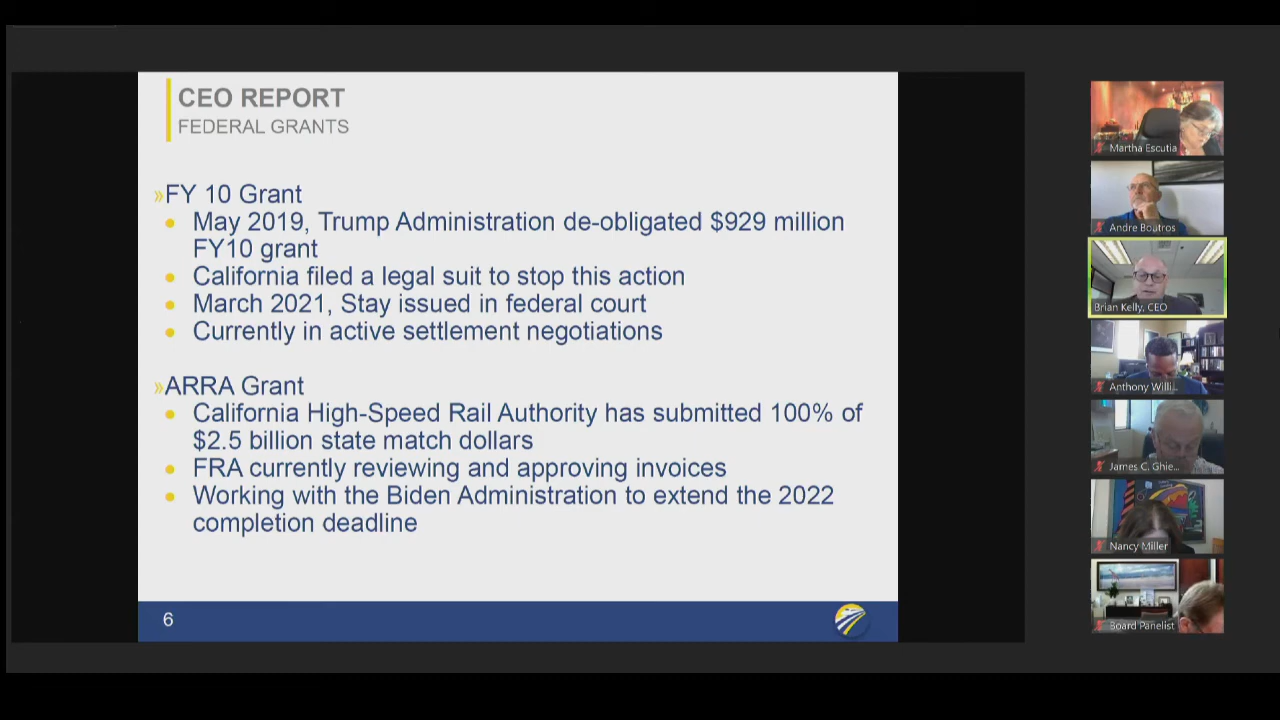 CEO REPORT
FEDERAL GRANTS
»FY 10 Grant
• May 2019, Trump Administration de-obligated $929 million
FY10 grant
• California filed a legal suit to stop this action
• March 2021, Stay issued in federal court
• Currently in active settlement negotiations
»ARRA Grant
• California High-Speed Rail Authority has submitted 100% of
$2.5 billion state match dollars
• FRA currently reviewing and approving invoices
• Working with the Biden Administration to extend the 2022
completion deadline
6
Martha Escutia
Andre Boutros
Brian Kelly, CEO
Anthony Willi...
James C. Ghie...
Nancy Miller
Board Panelist